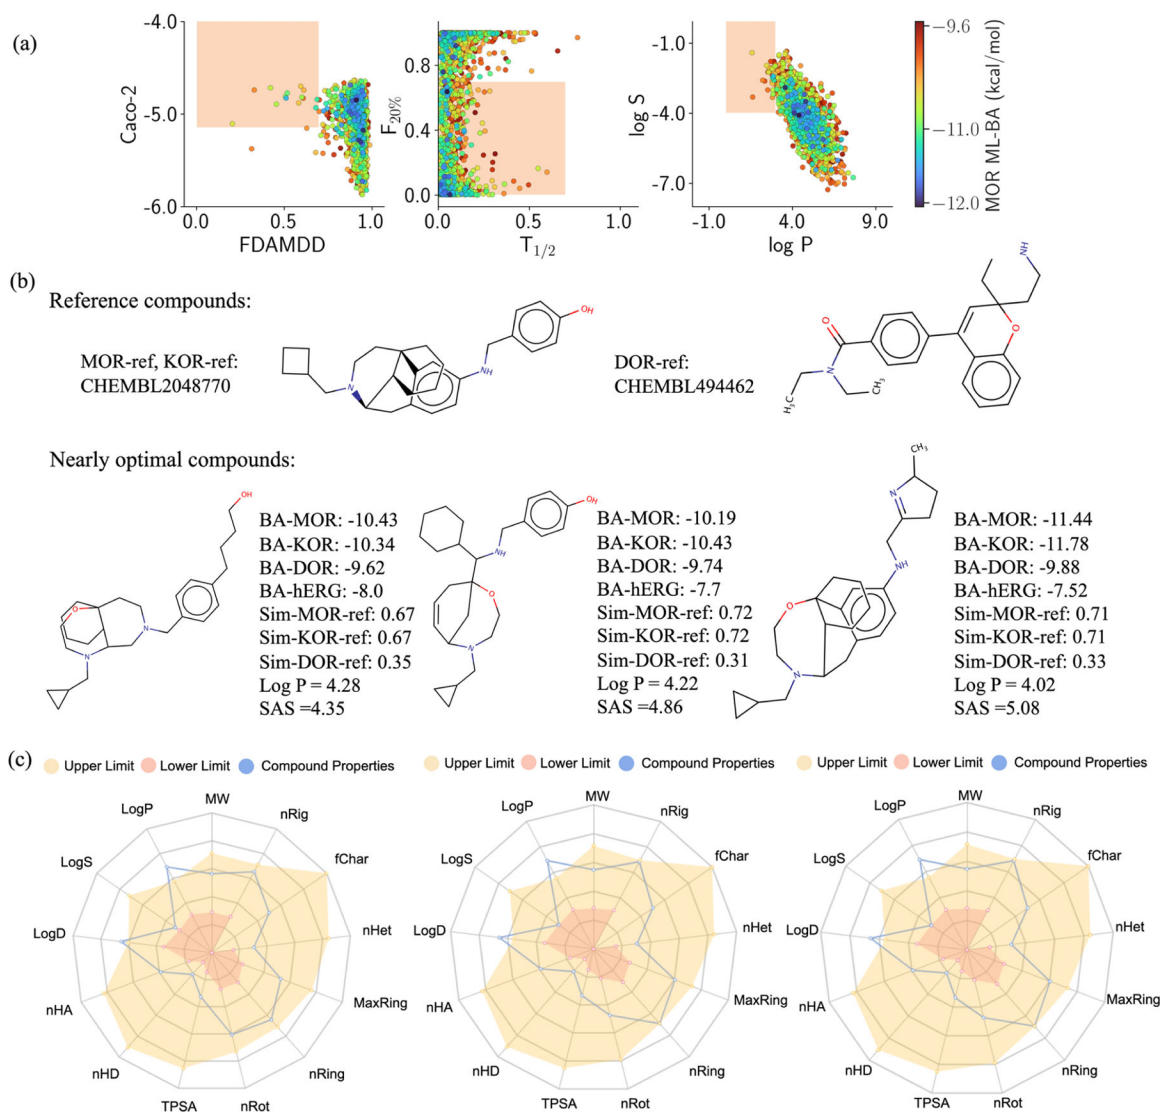 (a)
-4.0
-5.0
-6.0
Caco-2
0.0
0.5
1.0
FDAMDD
0.8
0.4
0.0
F20%
0.0
0.5
1.0
T1/2
-1.0
-4.0
-7.0
log S
-1.0
4.0
9.0
log P
−9.6
−11.0
−12.0
MOR ML-BA (kcal/mol)
(b)
Reference compounds:
MOR-ref, KOR-ref:
CHEMBL2048770
N
NH
OH
DOR-ref:
CHEMBL494462
O
N
H3C
CH3
O
NH
Nearly optimal compounds:
OH
O
N
N
BA-MOR: -10.43
BA-KOR: -10.34
BA-DOR: -9.62
BA-hERG: -8.0
Sim-MOR-ref: 0.67
Sim-KOR-ref: 0.67
Sim-DOR-ref: 0.35
Log P = 4.28
SAS =4.35
OH
NH
O
N
BA-MOR: -10.19
BA-KOR: -10.43
BA-DOR: -9.74
BA-hERG: -7.7
Sim-MOR-ref: 0.72
Sim-KOR-ref: 0.72
Sim-DOR-ref: 0.31
Log P = 4.22
SAS =4.86
CH3
N
NH
O
N
BA-MOR: -11.44
BA-KOR: -11.78
BA-DOR: -9.88
BA-hERG: -7.52
Sim-MOR-ref: 0.71
Sim-KOR-ref: 0.71
Sim-DOR-ref: 0.33
Log P = 4.02
SAS =5.08
(c)
Upper Limit Lower Limit Compound Properties
MW
nRig
fChar
nHet
MaxRing
nRing
nRot
TPSA
nHD
nHA
LogD
LogS
LogP
Upper Limit Lower Limit Compound Properties
MW
nRig
fChar
nHet
MaxRing
nRing
nRot
TPSA
nHD
nHA
LogD
LogS
LogP
Upper Limit Lower Limit Compound Properties
MW
nRig
fChar
nHet
MaxRing
nRing
nRot
TPSA
nHD
nHA
LogD
LogS
LogP